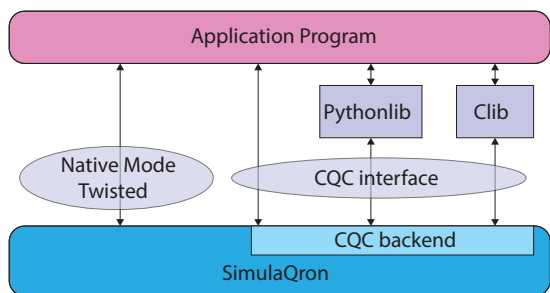 Application Program
Pythonlib
Clib
Native Mode
Twisted
CQC interface
CQC backend
SimulaQron